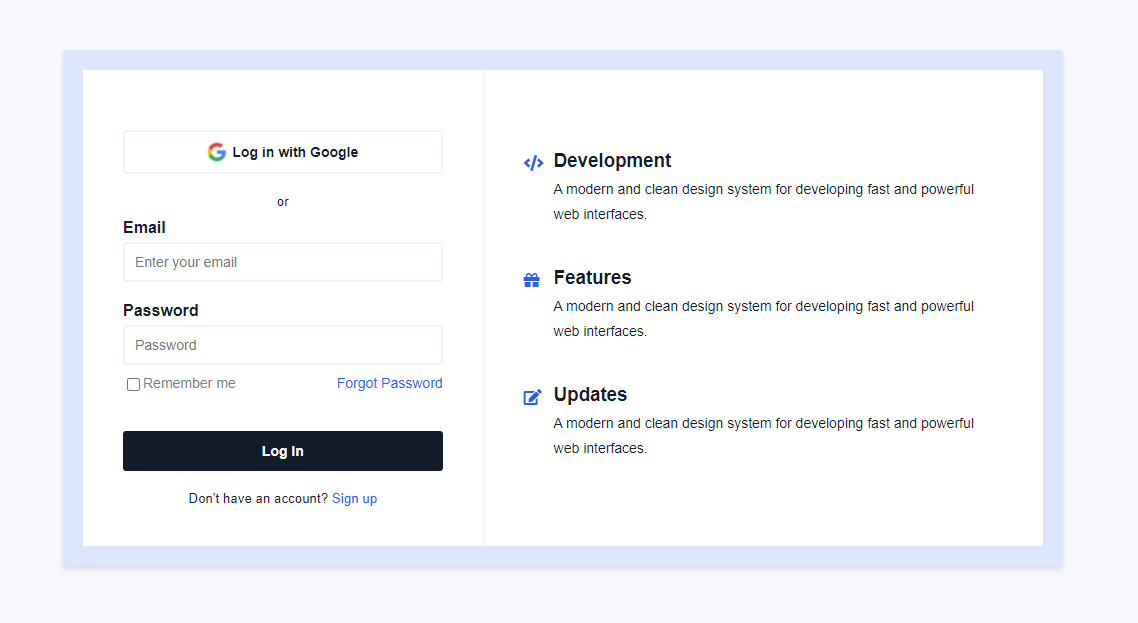 Log in with Google
or
Email
Enter your email
Password
Password
Remember me
Forgot Password
Log In
Don't have an account? Sign up
Development
A modern and clean design system for developing fast and powerful
web interfaces.
Features
A modern and clean design system for developing fast and powerful
web interfaces.
Updates
A modern and clean design system for developing fast and powerful
web interfaces.